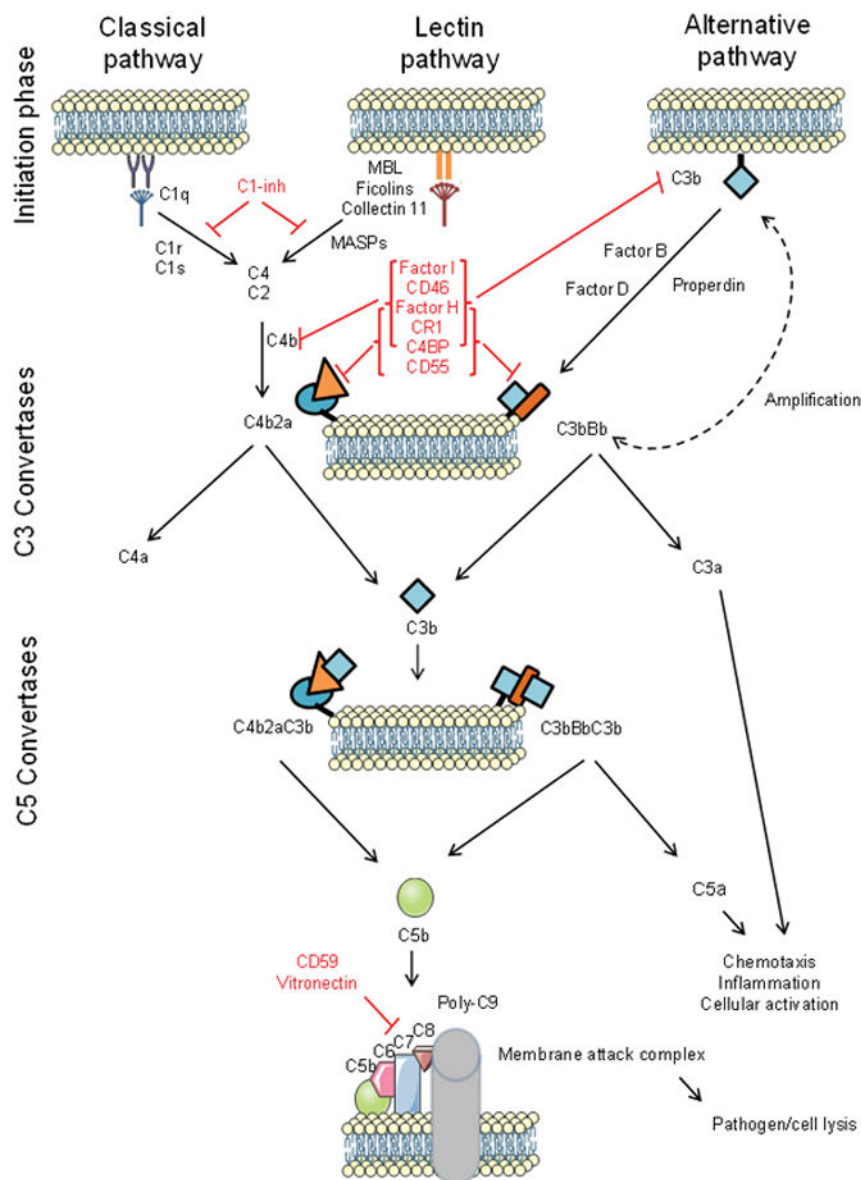 Classical
pathway
Lectin
pathway
Alternative
pathway
Initiation phase
C1q
C1-inh
MBL
Ficolins
Collectin 11
C3b
C1r
C1s
MASPs
C4
C2
Factor I
CD46
Factor H
CR1
C4BP
CD55
Factor B
Factor D
Properdin
C4b
Amplification
C3 Convertases
C4b2a
C3bBb
C4a
C3a
C3b
C5 Convertases
C4b2aC3b
C3bBbC3b
C5a
C5b
Chemotaxis
Inflammation
Cellular activation
CD59
Vitronectin
Poly-C9
C5b
C6
C7
C8
Membrane attack complex
Pathogen/cell lysis